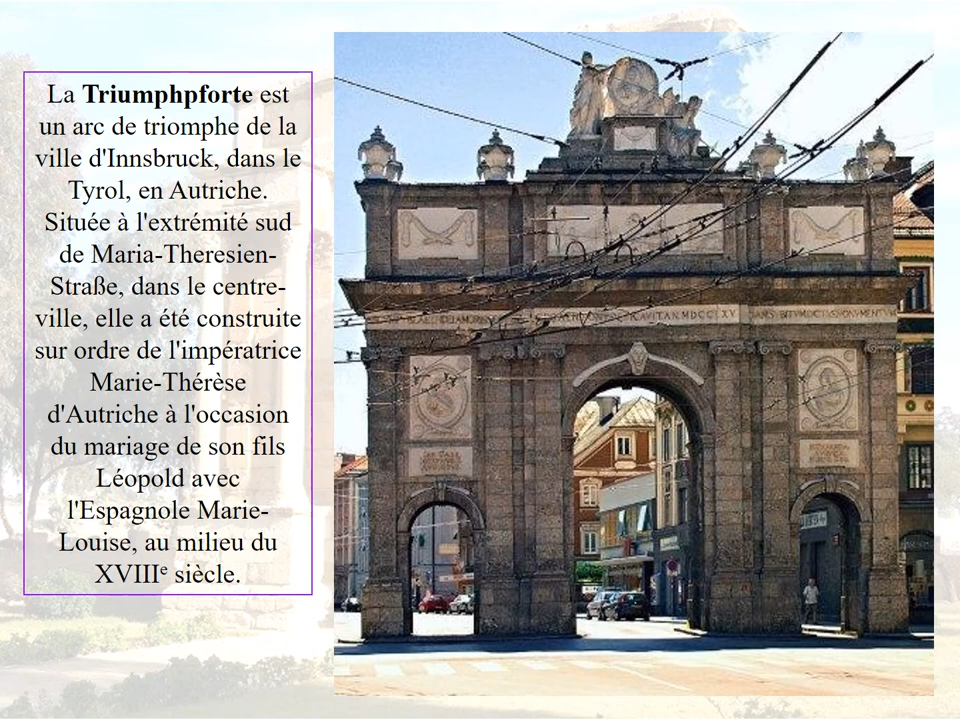 La Triumphpforte est
un arc de triomphe de la
ville d'Innsbruck, dans le
Tyrol, en Autriche.
Située à l'extrémité sud
de Maria-Theresien-
Straße, dans le centre-
ville, elle a été construite
sur ordre de l'impératrice
Marie-Thérèse
d'Autriche à l'occasion
du mariage de son fils
Léopold avec
l'Espagnole Marie-
Louise, au milieu du
XVIIIe siècle.